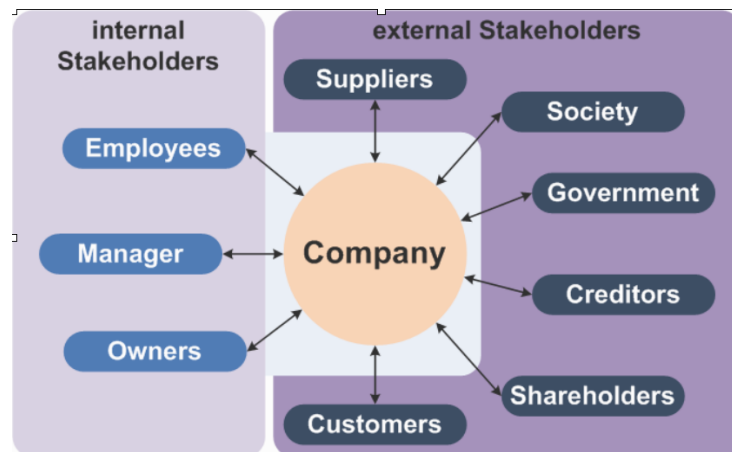 internal
Stakeholders
external Stakeholders
Suppliers
Society
Employees
Government
Manager
Company
Creditors
Owners
Shareholders
Customers